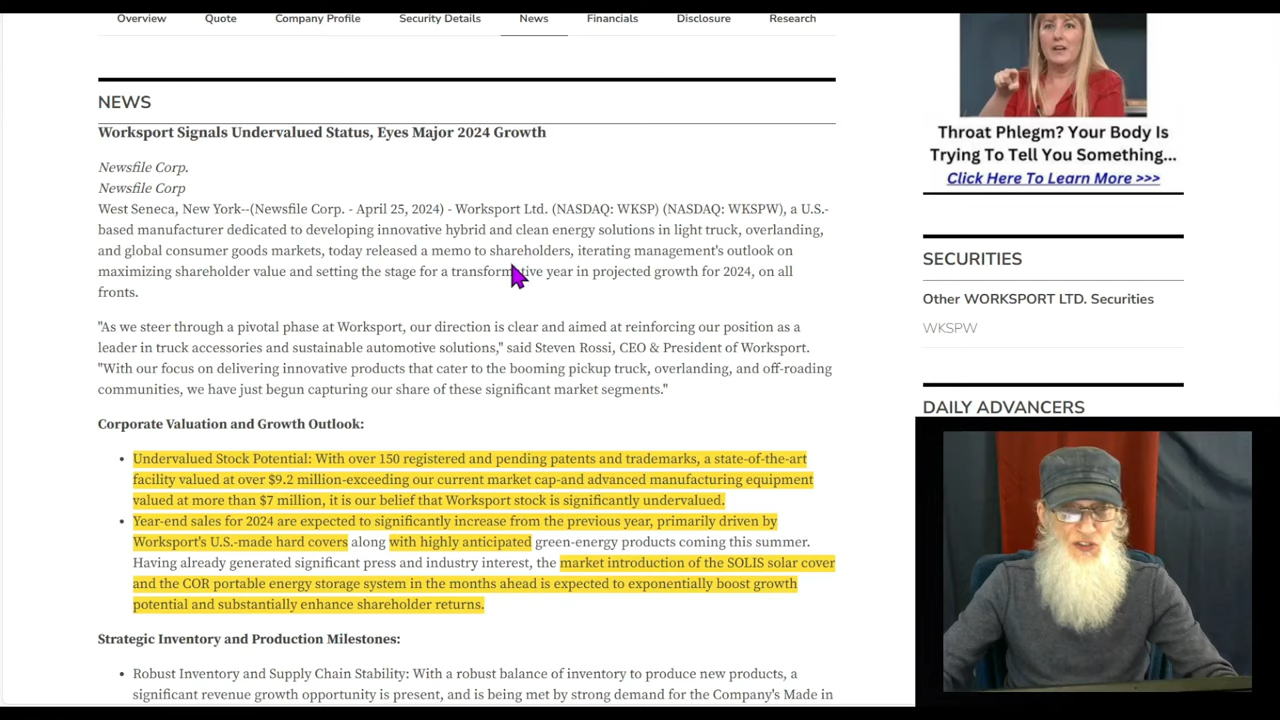 Overview Quote Company Profile Security Details News Financials Disclosure Research
NEWS
Worksport Signals Undervalued Status, Eyes Major 2024 Growth
Newsfile Corp.
Newsfile Corp
West Seneca, New York--(Newsfile Corp. - April 25, 2024) - Worksport Ltd. (NASDAQ: WKSP) (NASDAQ: WKSPW), a U.S.-
based manufacturer dedicated to developing innovative hybrid and clean energy solutions in light truck, overlanding,
and global consumer goods markets, today released a memo to shareholders, iterating management's outlook on
maximizing shareholder value and setting the stage for a transformative year in projected growth for 2024, on all
fronts.
"As we steer through a pivotal phase at Worksport, our direction is clear and aimed at reinforcing our position as a
leader in truck accessories and sustainable automotive solutions," said Steven Rossi, CEO & President of Worksport.
"With our focus on delivering innovative products that cater to the booming pickup truck, overlanding, and off-roading
communities, we have just begun capturing our share of these significant market segments."
Corporate Valuation and Growth Outlook:
• Undervalued Stock Potential: With over 150 registered and pending patents and trademarks, a state-of-the-art
facility valued at over $9.2 million-exceeding our current market cap-and advanced manufacturing equipment
valued at more than $7 million, it is our belief that Worksport stock is significantly undervalued.
• Year-end sales for 2024 are expected to significantly increase from the previous year, primarily driven by
Worksport's U.S.-made hard covers along with highly anticipated green-energy products coming this summer.
Having already generated significant press and industry interest, the market introduction of the SOLIS solar cover
and the COR portable energy storage system in the months ahead is expected to exponentially boost growth
potential and substantially enhance shareholder returns.
Strategic Inventory and Production Milestones:
• Robust Inventory and Supply Chain Stability: With a robust balance of inventory to produce new products, a
significant revenue growth opportunity is present, and is being met by strong demand for the Company's Made in
Throat Phlegm? Your Body Is
Trying To Tell You Something...
Click Here To Learn More >>>
SECURITIES
Other WORKSPORT LTD. Securities
WKSPW
DAILY ADVANCERS